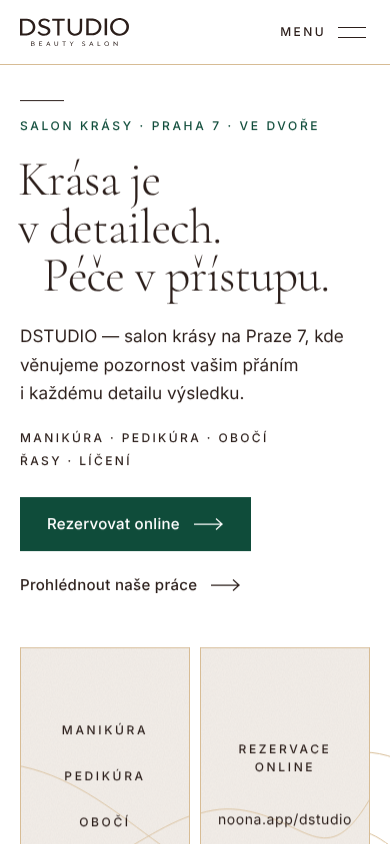 DSTUDIO
BEAUTY SALON
MENU
SALON KRÁSY · PRAHA 7 · VE DVOŘE
Krása je
v detailech.
Péče v přístupu.
DSTUDIO — salon krásy na Praze 7, kde
věnujeme pozornost vašim přáním
i každému detailu výsledku.
MANIKÚRA · PEDIKÚRA · OBOČÍ
ŘASY · LÍČENÍ
Rezervovat online
Prohlédnout naše práce
MANIKÚRA
PEDIKÚRA
OBOČÍ
REZERVACE
ONLINE
noona.app/dstudio